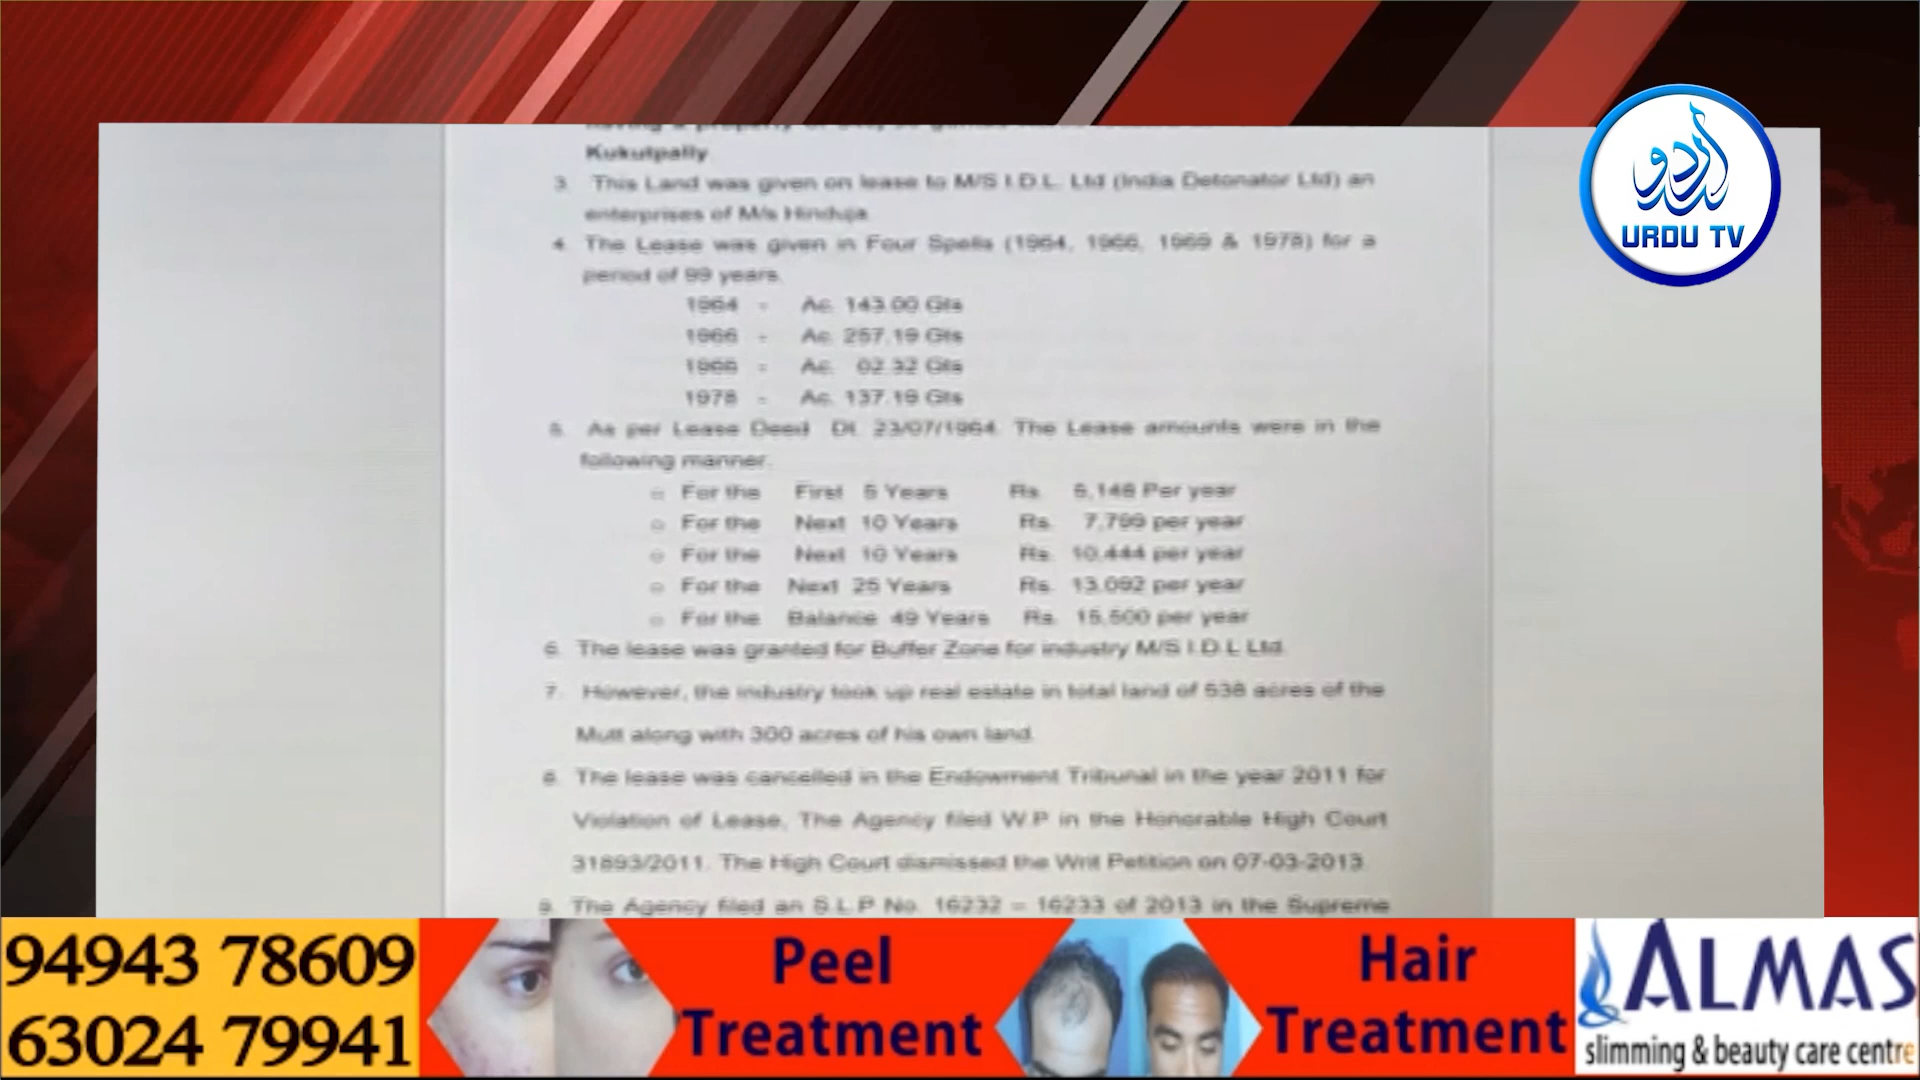 Kukutpally
3. This Land was given on lease to M/S I.D.L. Ltd (India Detonator Ltd) an
enterprises of M/s Hinduja
4. The Lease was given in Four Spells (1964, 1966, 1969 & 1978) for a
period of 99 years.
1964 - Ac. 143.00 Gts
1966 - Ac. 257.19 Gts
- Ac. 02.32 Gts
1978 - Ac. 137.19 Gts
5. As per Lease Deed Dt. 23/07/1964. The Lease amounts were in the
following manner.
o For the First 5 Years Rs. Per year
o For the Next 10 Years Rs. 7,799 per year
o For the Next 10 Years Rs. 10,444 per year
o For the Next 25 Years Rs. 13,092 per year
o For the Balance 49 Years Rs. 15,500 per year
6. The lease was granted for Buffer Zone for industry M/S I.D.L Ltd.
7. However, the industry took up real estate in total land of 538 acres of the
Mutt along with 300 acres of his own land.
8. The lease was cancelled in the Endowment Tribunal in the year 2011 for
Violation of Lease, The Agency filed W.P in the Honorable High Court
31893/2011. The High Court dismissed the Writ Petition on 07-03-2013
9. The Agency filed an S.L.P No. 16232 – 16233 of 2013 in the Supreme
اردو
URDU TV
94943 78609
63024 79941
Peel
Treatment
Hair
Treatment
ALMAS
slimming & beauty care centre